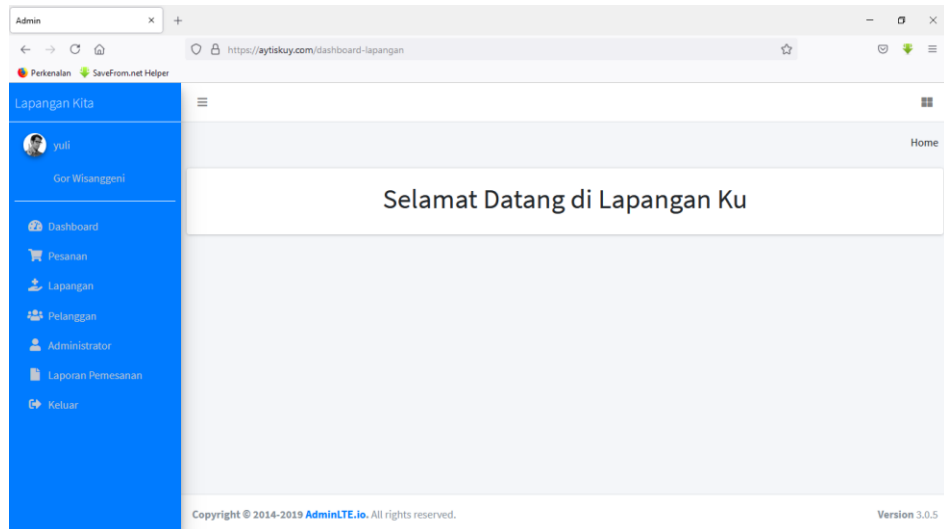 Admin
https://aytiskuy.com/dashboard-lapangan
Perkenalan SaveFrom.net Helper
Lapangan Kita
Home
yuli
Gor Wisanggeni
Selamat Datang di Lapangan Ku
Dashboard
Pesanan
Lapangan
Pelanggan
Administrator
Laporan Pemesanan
Keluar
Copyright © 2014-2019 AdminLTE.io. All rights reserved. Version 3.0.5